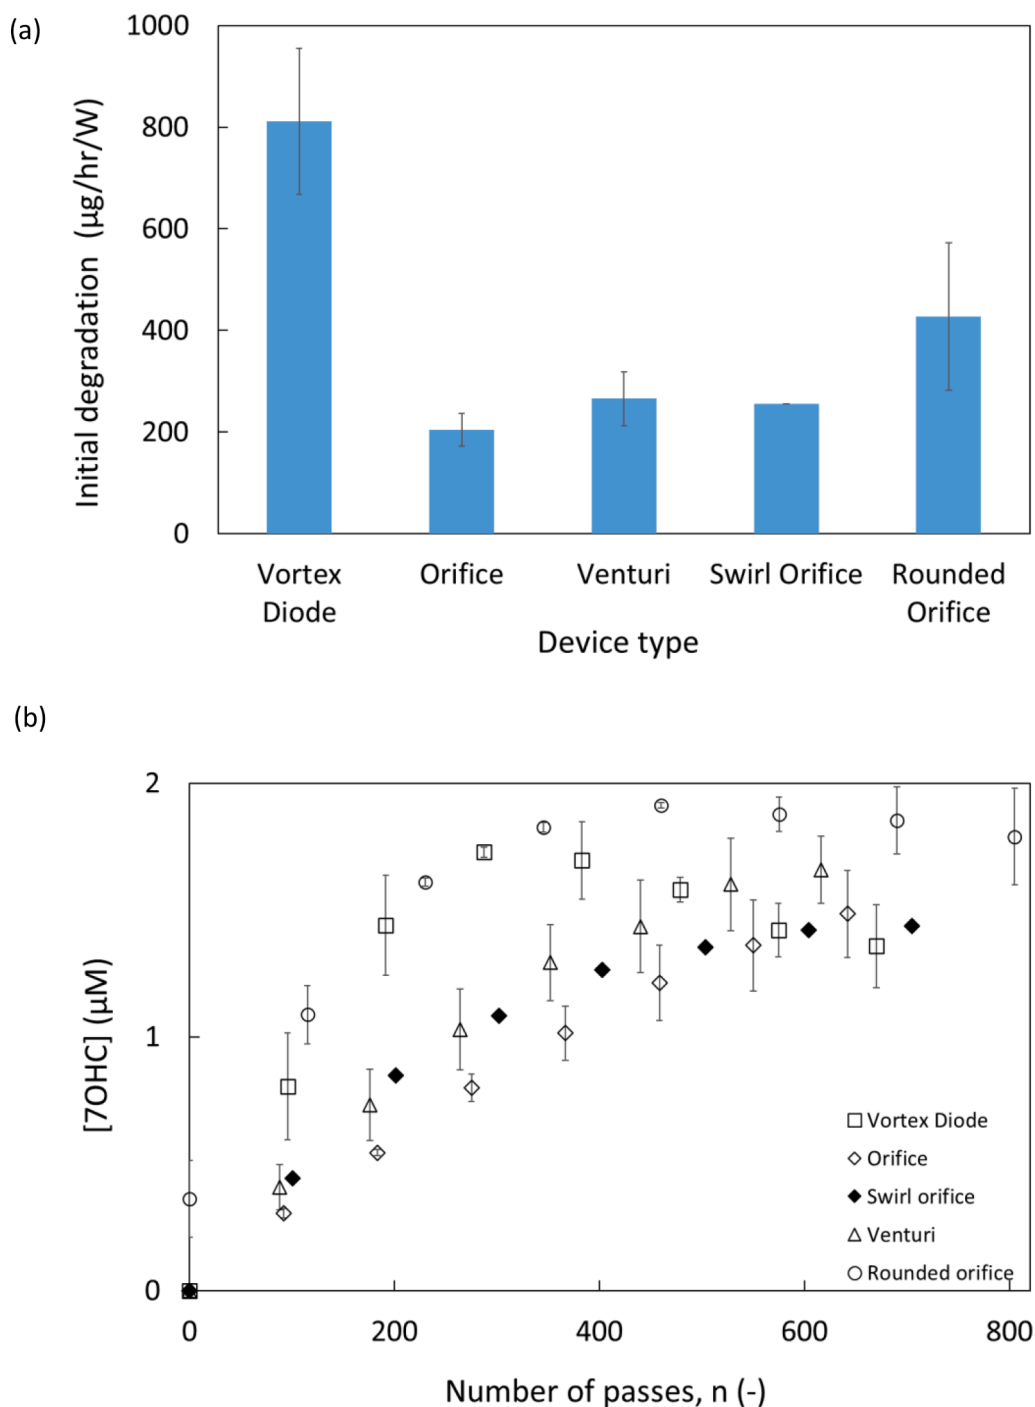 (a)
1000
800
600
400
200
0
Initial degradation (µg/hr/W)
Vortex Diode
Orifice
Venturi
Swirl Orifice
Rounded Orifice
Device type
(b)
2
1
0
[7OHC] (µM)
Vortex Diode
Orifice
Swirl orifice
Venturi
Rounded orifice
0 200 400 600 800
Number of passes, n (-)